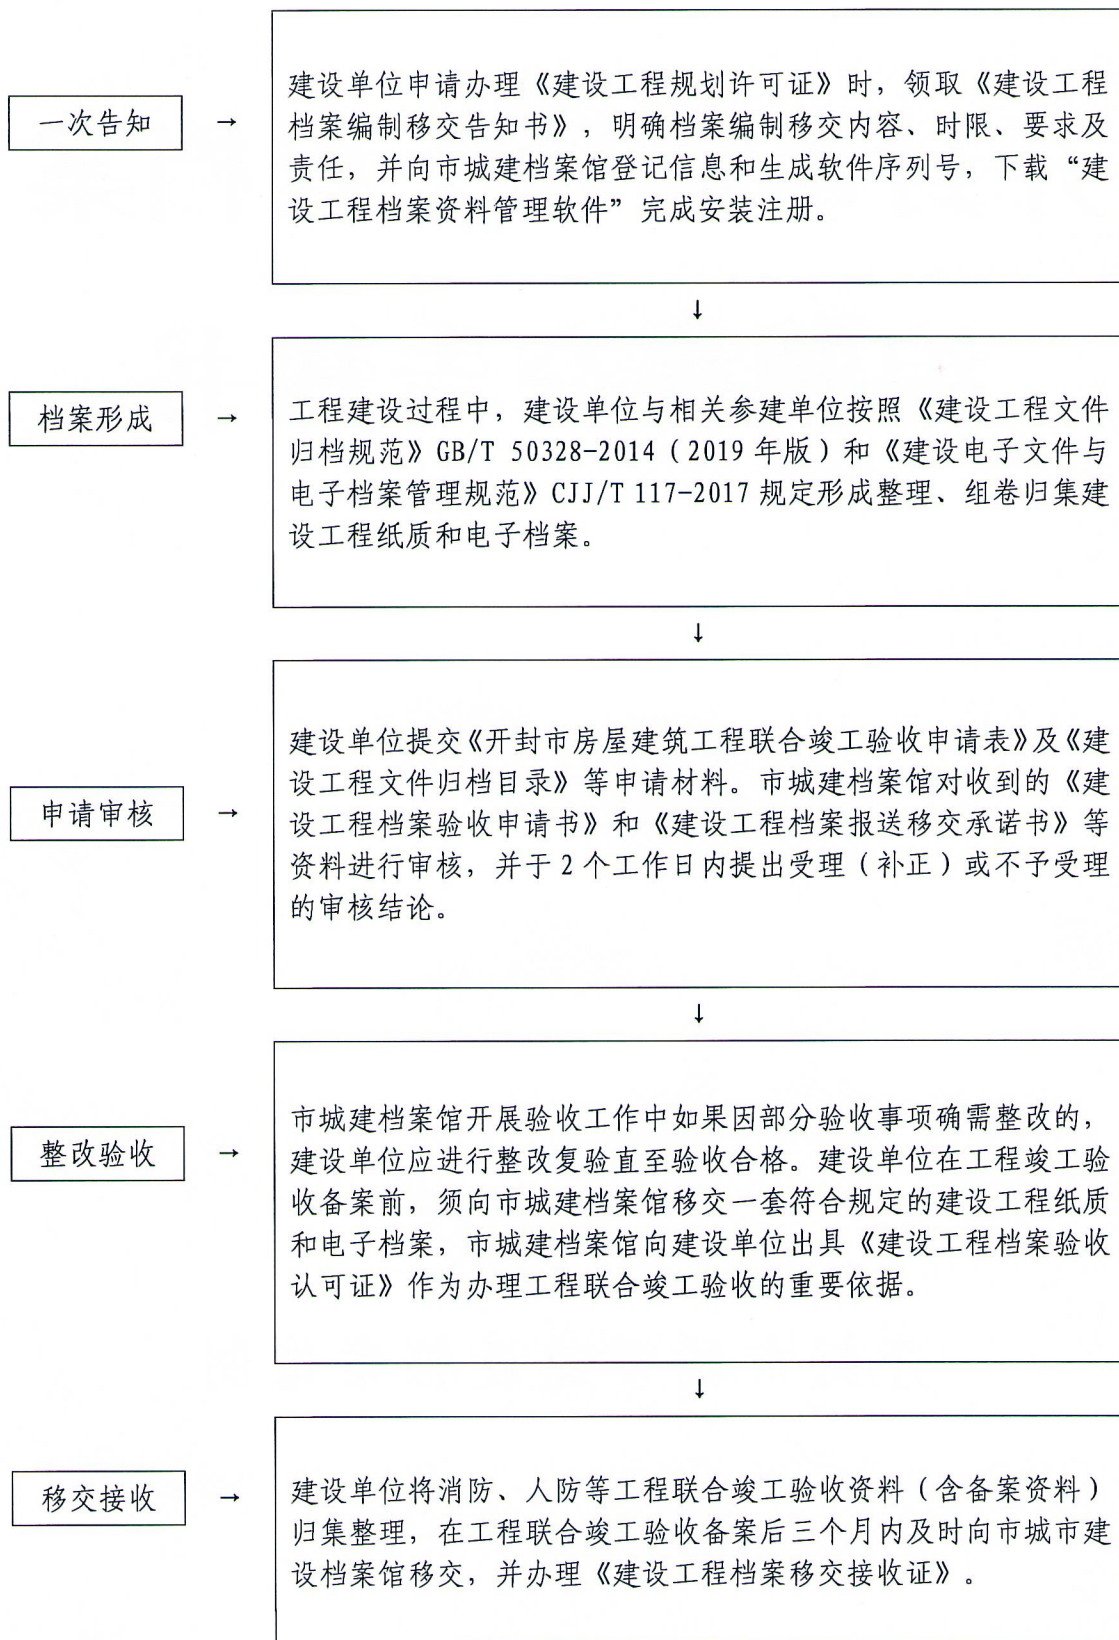 一次告知
→
建设单位申请办理《建设工程规划许可证》时，领取《建设工程
档案编制移交告知书》，明确档案编制移交内容、时限、要求及
责任，并向市城建档案馆登记信息和生成软件序列号，下载“建
设工程档案资料管理软件”完成安装注册。
↓
档案形成
→
工程建设过程中，建设单位与相关参建单位按照《建设工程文件
归档规范》GB/T 50328-2014（2019年版）和《建设电子文件与
电子档案管理规范》CJJ/T 117-2017 规定形成整理、组卷归集建
设工程纸质和电子档案。
↓
申请审核
→
建设单位提交《开封市房屋建筑工程联合竣工验收申请表》及《建
设工程文件归档目录》等申请材料。市城建档案馆对收到的《建
设工程档案验收申请书》和《建设工程档案报送移交承诺书》等
资料进行审核，并于2个工作日内提出受理（补正）或不予受理
的审核结论。
↓
整改验收
→
市城建档案馆开展验收工作中如果因部分验收事项确需整改的，
建设单位应进行整改复验直至验收合格。建设单位在工程竣工验
收备案前，须向市城建档案馆移交一套符合规定的建设工程纸质
和电子档案，市城建档案馆向建设单位出具《建设工程档案验收
认可证》作为办理工程联合竣工验收的重要依据。
↓
移交接收
→
建设单位将消防、人防等工程联合竣工验收资料（含备案资料）
归集整理，在工程联合竣工验收备案后三个月内及时向市城市建
设档案馆移交，并办理《建设工程档案移交接收证》。